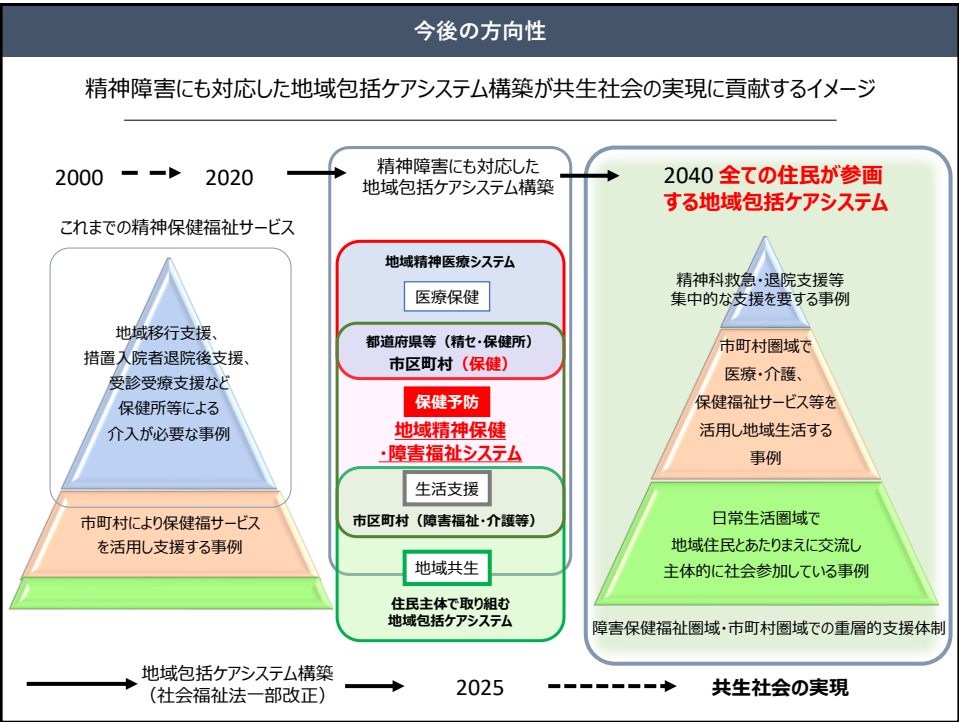 今後の方向性
精神障害にも対応した地域包括ケアシステム構築が共生社会の実現に貢献するイメージ
2000
2020
精神障害にも対応した
地域包括ケアシステム構築
2040 全ての住民が参画
する地域包括ケアシステム
これまでの精神保健福祉サービス
地域移行支援、
措置入院者退院後支援、
受診受療支援など
保健所等による
介入が必要な事例
市町村により保健福サービス
を活用し支援する事例
地域精神医療システム
医療保健
都道府県等（精セ・保健所）
市区町村（保健）
保健予防
地域精神保健
・障害福祉システム
生活支援
市区町村（障害福祉・介護等）
地域共生
住民主体で取り組む
地域包括ケアシステム
精神科救急・退院支援等
集中的な支援を要する事例
市町村圏域で
医療・介護、
保健福祉サービス等を
活用し地域生活する
事例
日常生活圏域で
地域住民とあたりまえに交流し
主体的に社会参加している事例
障害保健福祉圏域・市町村圏域での重層的支援体制
地域包括ケアシステム構築
（社会福祉法一部改正）
2025
共生社会の実現